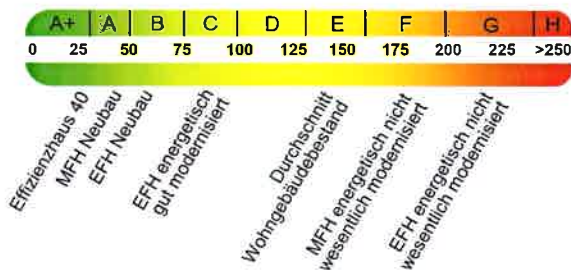 A+ A B C D E F G H
0 25 50 75 100 125 150 175 200 225 >250
Effizienzhaus 40
MFH Neubau
EFH Neubau
EFH energetisch
gut modernisiert
Durchschnitt
Wohngebäudebestand
MFH energetisch nicht
wesentlich modernisiert
EFH energetisch nicht
wesentlich modernisiert